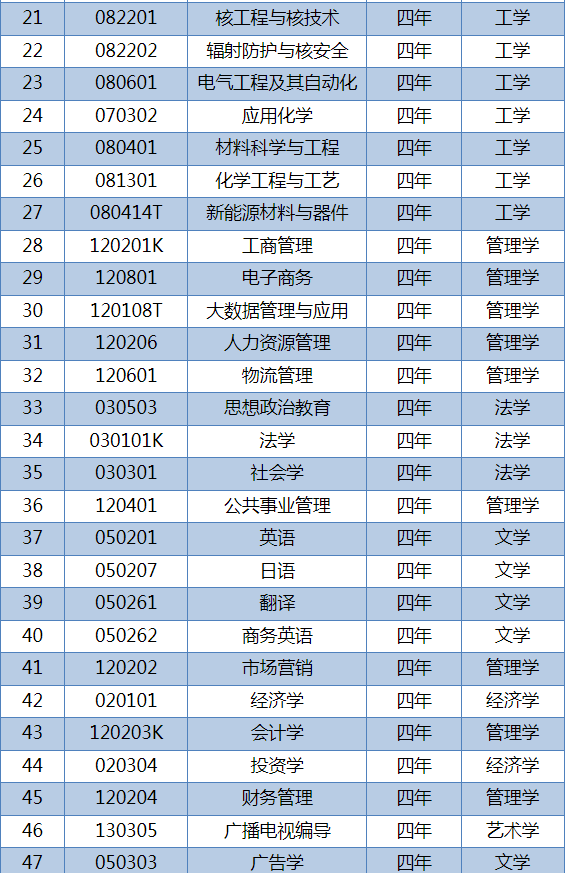 21 082201 核工程与核技术 四年 工学
22 082202 辐射防护与核安全 四年 工学
23 080601 电气工程及其自动化 四年 工学
24 070302 应用化学 四年 工学
25 080401 材料科学与工程 四年 工学
26 081301 化学工程与工艺 四年 工学
27 080414T 新能源材料与器件 四年 工学
28 120201K 工商管理 四年 管理学
29 120801 电子商务 四年 管理学
30 120108T 大数据管理与应用 四年 管理学
31 120206 人力资源管理 四年 管理学
32 120601 物流管理 四年 管理学
33 030503 思想政治教育 四年 法学
34 030101K 法学 四年 法学
35 030301 社会学 四年 法学
36 120401 公共事业管理 四年 管理学
37 050201 英语 四年 文学
38 050207 日语 四年 文学
39 050261 翻译 四年 文学
40 050262 商务英语 四年 文学
41 120202 市场营销 四年 管理学
42 020101 经济学 四年 经济学
43 120203K 会计学 四年 管理学
44 020304 投资学 四年 经济学
45 120204 财务管理 四年 管理学
46 130305 广播电视编导 四年 艺术学
47 050303 广告学 四年 文学